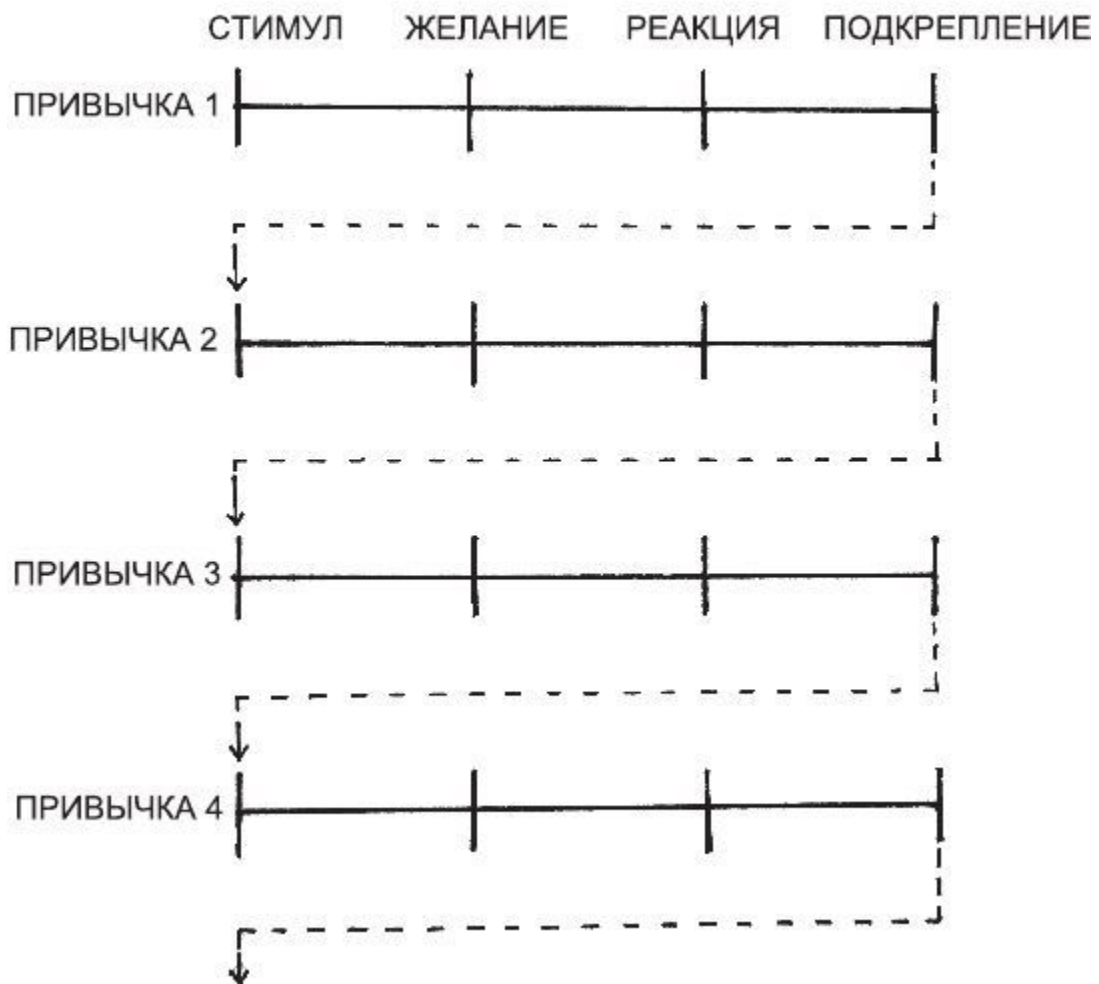 СТИМУЛ ЖЕЛАНИЕ РЕАКЦИЯ ПОДКРЕПЛЕНИЕ
ПРИВЫЧКА 1
ПРИВЫЧКА 2
ПРИВЫЧКА 3
ПРИВЫЧКА 4